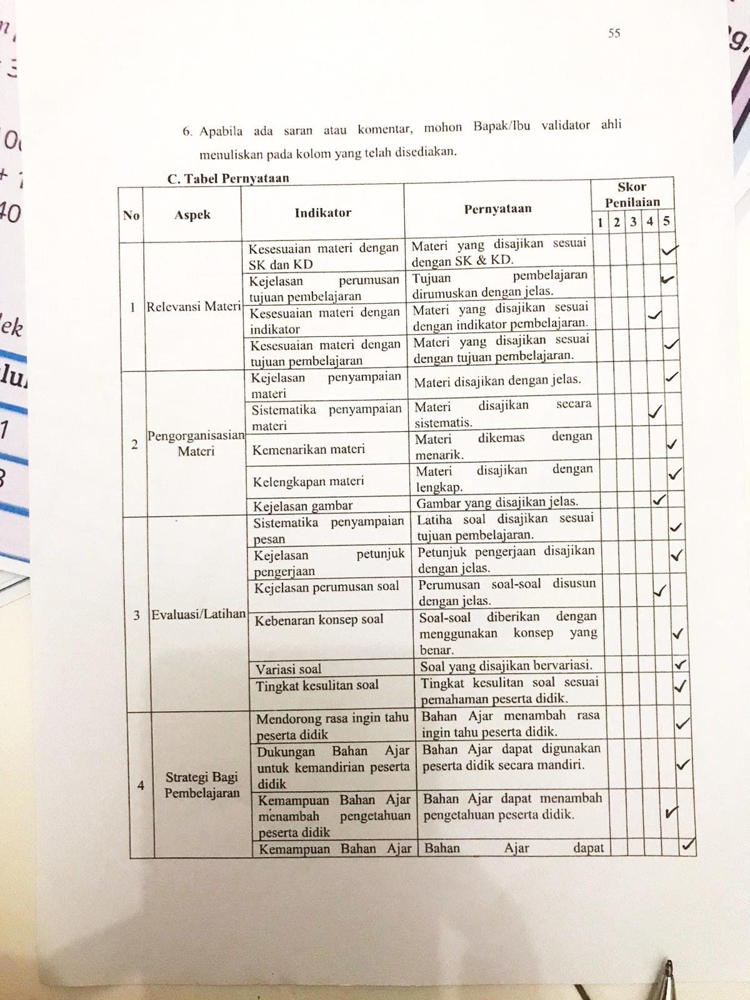 55
6. Apabila ada saran atau komentar, mohon Bapak/Ibu validator ahli
menuliskan pada kolom yang telah disediakan.
C. Tabel Pernyataan
No Aspek Indikator Pernyataan Skor Penilaian
1 2 3 4 5
1 Relevansi Materi
Kesesuaian materi dengan
SK dan KD
Materi yang disajikan sesuai
dengan SK & KD.
✓
Kejelasan perumusan
tujuan pembelajaran
Tujuan pembelajaran
dirumuskan dengan jelas.
✓
Kesesuaian materi dengan
indikator
Materi yang disajikan sesuai
dengan indikator pembelajaran.
✓
Kesesuaian materi dengan
tujuan pembelajaran
Materi yang disajikan sesuai
dengan tujuan pembelajaran.
✓
2 Pengorganisasian
Materi
Kejelasan penyampaian
materi
Materi disajikan dengan jelas.
✓
Sistematika penyampaian
materi
Materi disajikan secara
sistematis.
✓
Kemenarikan materi
Materi dikemas dengan
menarik.
✓
Kelengkapan materi
Materi disajikan dengan
lengkap.
✓
Kejelasan gambar
Gambar yang disajikan jelas.
✓
3 Evaluasi/Latihan
Sistematika penyampaian
pesan
Latiha soal disajikan sesuai
tujuan pembelajaran.
✓
Kejelasan petunjuk
pengerjaan
Petunjuk pengerjaan disajikan
dengan jelas.
✓
Kejelasan perumusan soal
Perumusan soal-soal disusun
dengan jelas.
✓
Kebenaran konsep soal
Soal-soal diberikan dengan
menggunakan konsep yang
benar.
✓
Variasi soal
Soal yang disajikan bervariasi.
✓
Tingkat kesulitan soal
Tingkat kesulitan soal sesuai
pemahaman peserta didik.
✓
4 Strategi Bagi
Pembelajaran
Mendorong rasa ingin tahu
peserta didik
Bahan Ajar menambah rasa
ingin tahu peserta didik.
✓
Dukungan Bahan Ajar
untuk kemandirian peserta
didik
Bahan Ajar dapat digunakan
peserta didik secara mandiri.
✓
Kemampuan Bahan Ajar
menambah pengetahuan
peserta didik
Bahan Ajar dapat menambah
pengetahuan peserta didik.
✓
Kemampuan Bahan Ajar
Bahan Ajar dapat
✓